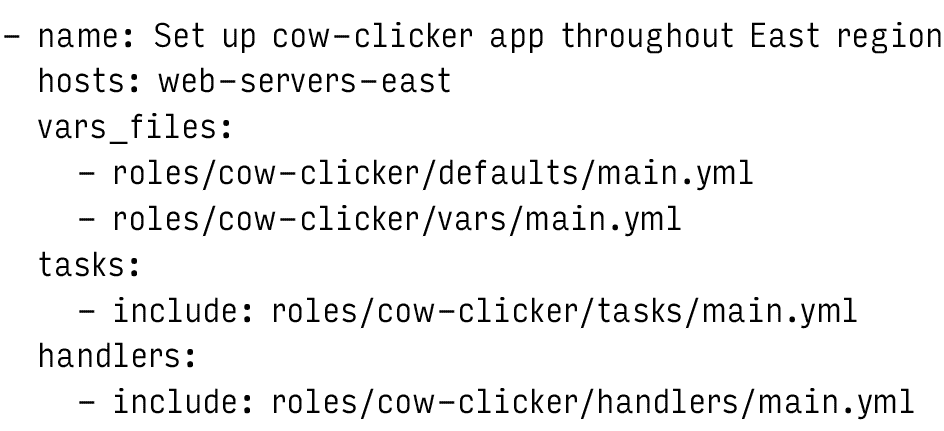 - name: Set up cow-clicker app throughout East region
  hosts: web-servers-east
  vars_files:
    - roles/cow-clicker/defaults/main.yml
    - roles/cow-clicker/vars/main.yml
  tasks:
    - include: roles/cow-clicker/tasks/main.yml
  handlers:
    - include: roles/cow-clicker/handlers/main.yml